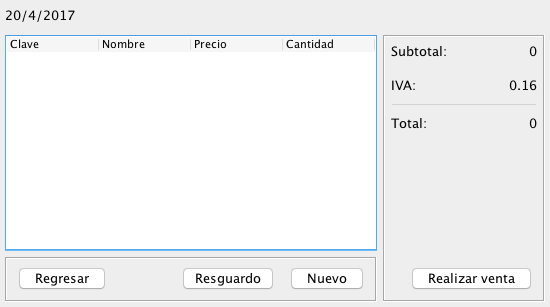 20/4/2017
Clave Nombre Precio Cantidad
Subtotal: 0
IVA: 0.16
Total: 0
Regresar Resguardo Nuevo Realizar venta